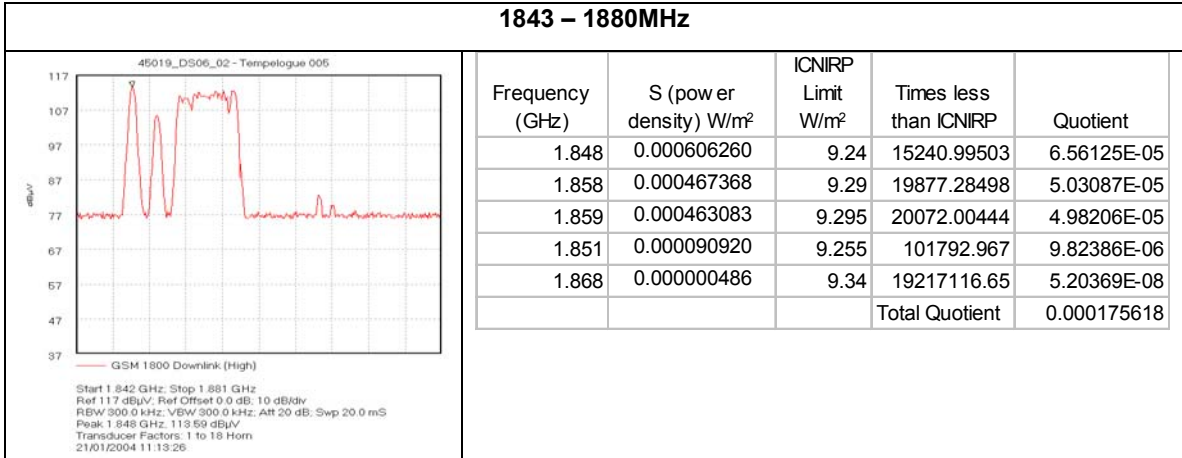 1843 – 1880MHz
45019_DS06_02 - Tempelogue 005
117
107
97
87
77
67
57
47
37
dBµV
GSM 1800 Downlink (High)
Start 1.842 GHz; Stop 1.881 GHz
Ref 117 dBµV; Ref Offset 0.0 dB; 10 dB/div
RBW 300.0 kHz; VBW 300.0 kHz; Att 20 dB; Swp 20.0 mS
Peak 1.848 GHz, 113.59 dBµV
Transducer Factors: 1 to 18 Horn
21/01/2004 11:13:26
Frequency (GHz) S (pow er density) W/m² ICNIRP Limit W/m² Times less than ICNIRP Quotient
1.848 0.000606260 9.24 15240.99503 6.56125E-05
1.858 0.000467368 9.29 19877.28498 5.03087E-05
1.859 0.000463083 9.295 20072.00444 4.98206E-05
1.851 0.000090920 9.255 101792.967 9.82386E-06
1.868 0.000000486 9.34 19217116.65 5.20369E-08
Total Quotient 0.000175618